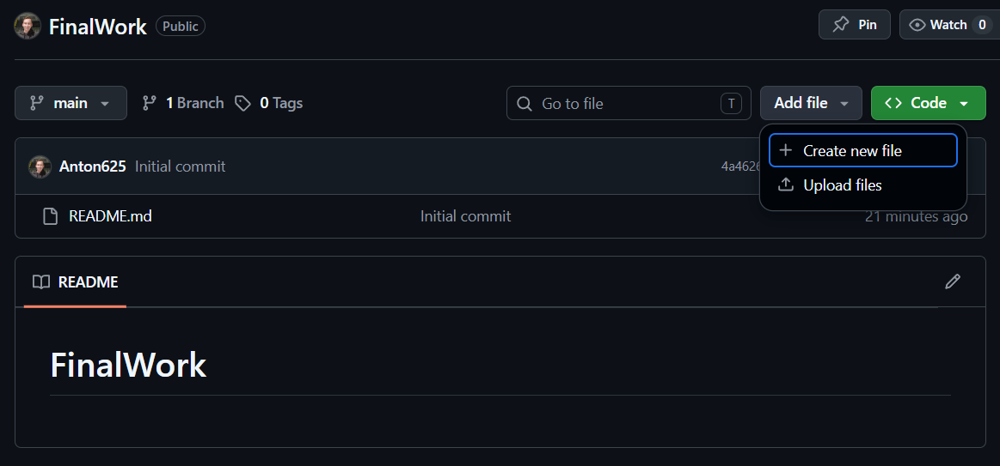 FinalWork Public Pin Watch 0
main 1 Branch 0 Tags Go to file T Add file Code
Create new file
Upload files
Anton625 Initial commit 4a4626
README.md Initial commit 21 minutes ago
README
FinalWork